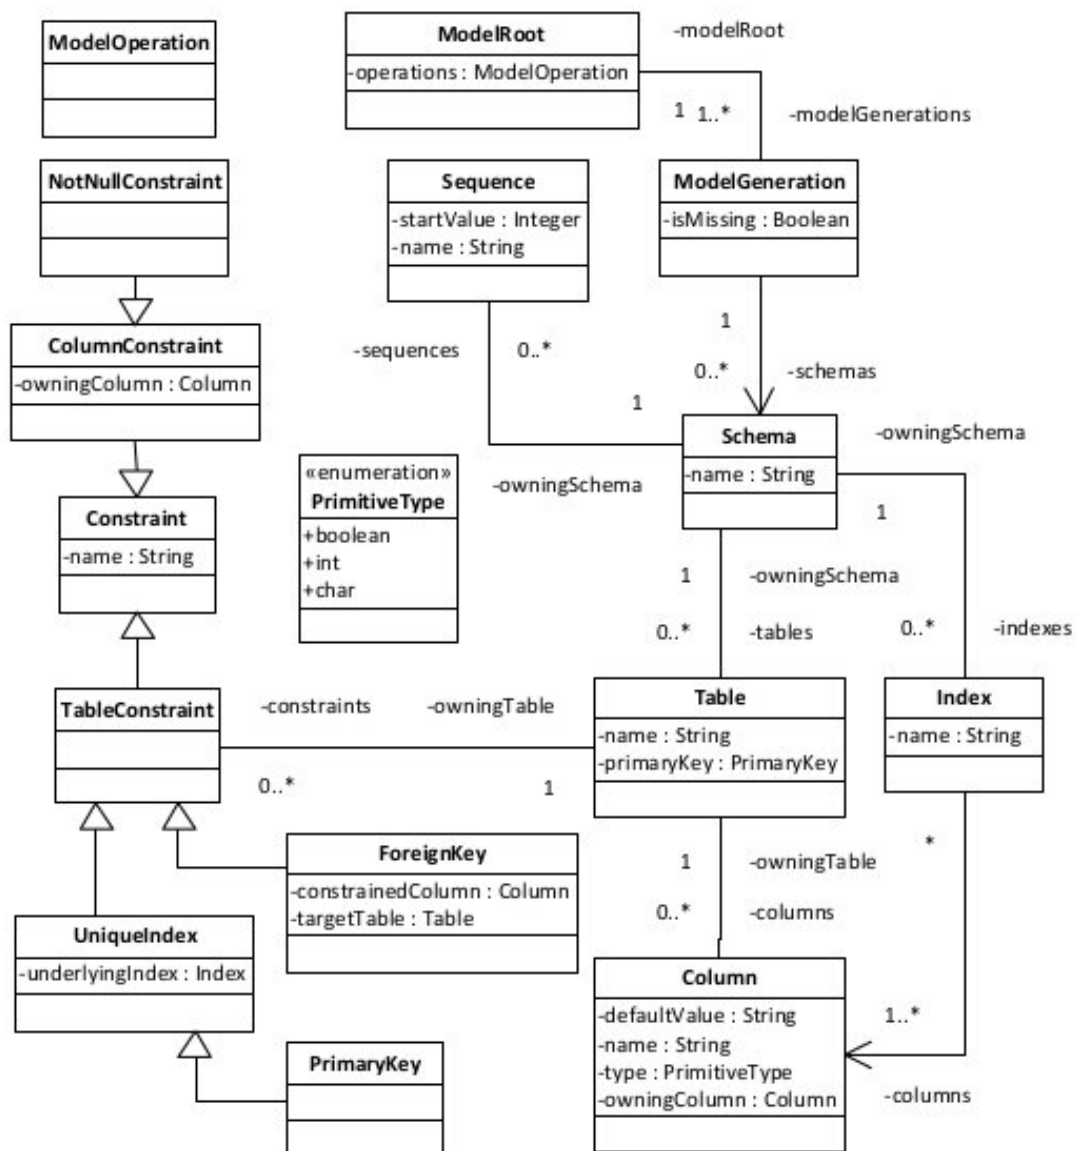 ModelOperation
ModelRoot
-operations : ModelOperation
-modelRoot
1
1..*
-modelGenerations
NotNullConstraint
Sequence
-startValue : Integer
-name : String
ModelGeneration
-isMissing : Boolean
ColumnConstraint
-owningColumn : Column
-sequences
0..*
1
0..*
-schemas
1
Schema
-name : String
-owningSchema
-owningSchema
1
Constraint
-name : String
«enumeration»
PrimitiveType
+boolean
+int
+char
1
-owningSchema
0..*
-tables
0..*
-indexes
TableConstraint
-constraints
-owningTable
0..*
1
Table
-name : String
-primaryKey : PrimaryKey
Index
-name : String
*
ForeignKey
-constrainedColumn : Column
-targetTable : Table
1
-owningTable
0..*
-columns
UniqueIndex
-underlyingIndex : Index
Column
-defaultValue : String
-name : String
-type : PrimitiveType
-owningColumn : Column
1..*
-columns
PrimaryKey